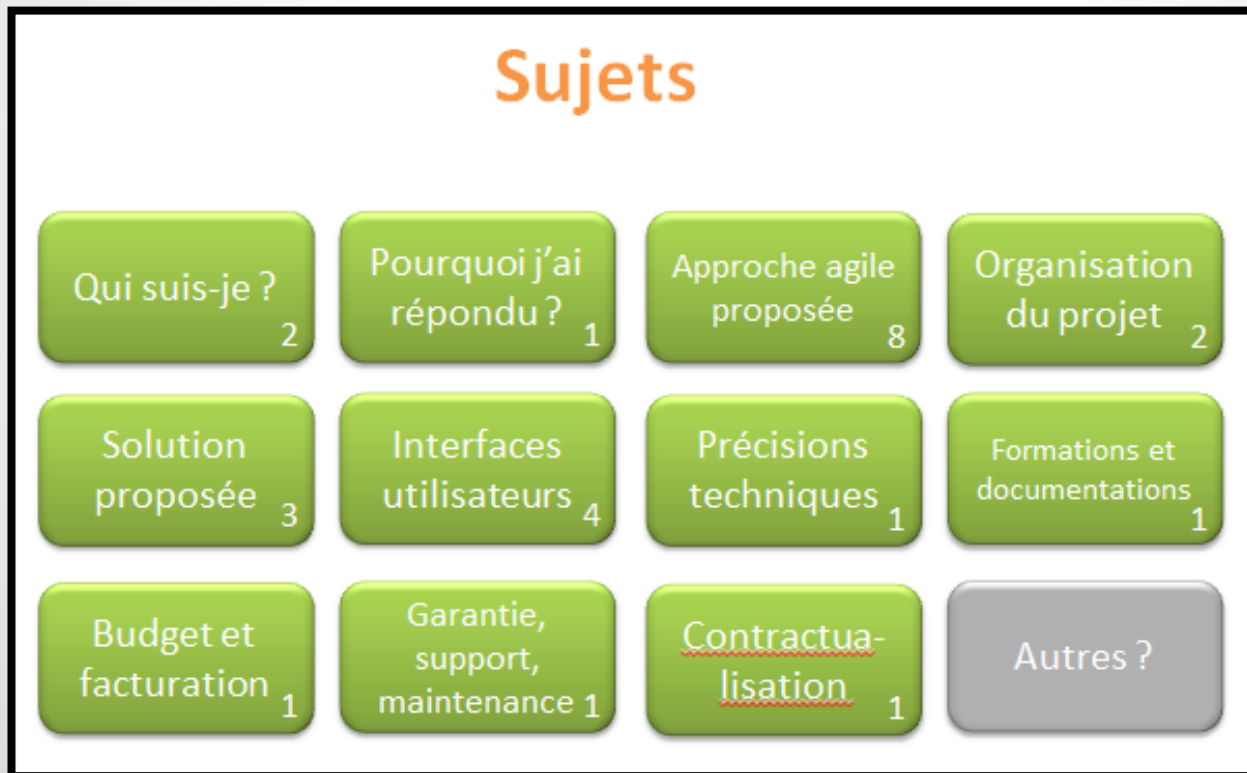 Sujets
Qui suis-je ?
2
Pourquoi j'ai
répondu ?
1
Approche agile
proposée
8
Organisation
du projet
2
Solution
proposée
3
Interfaces
utilisateurs
4
Précisions
techniques
1
Formations et
documentations
1
Budget et
facturation
1
Garantie,
support,
maintenance
1
Contractua-
lisation
1
Autres ?